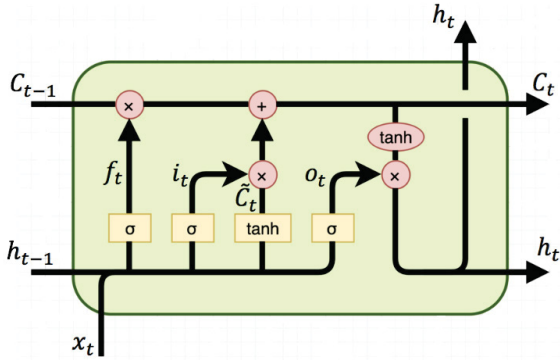 h_t
C_{t-1}
C_t
×
+
tanh
f_t
i_t
×
o_t
×
C̃_t
σ
σ
tanh
σ
h_{t-1}
h_t
x_t